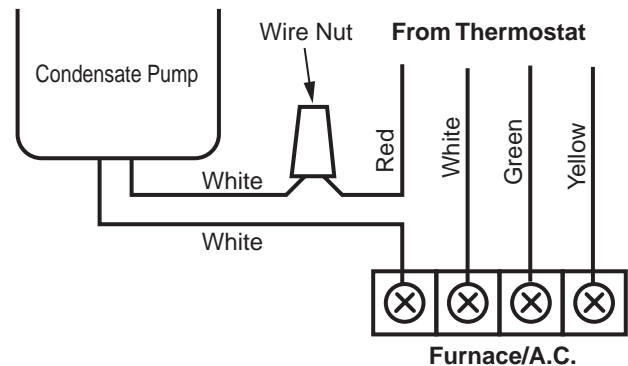 Wire Nut
From Thermostat
Condensate Pump
Red
White
Green
Yellow
White
White
Furnace/A.C.